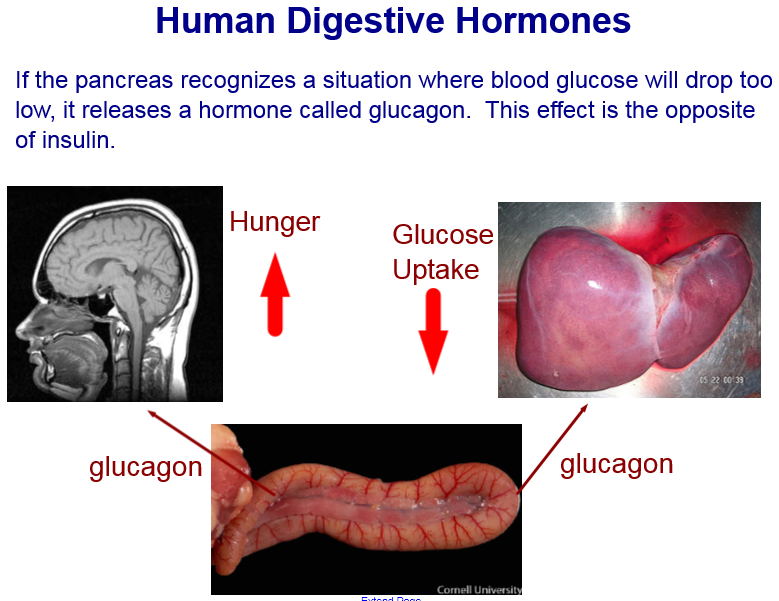 Human Digestive Hormones
If the pancreas recognizes a situation where blood glucose will drop too
low, it releases a hormone called glucagon.  This effect is the opposite
of insulin.
Hunger
Glucose
Uptake
05 22 00 39
glucagon
glucagon
Cornell University
Extend Page